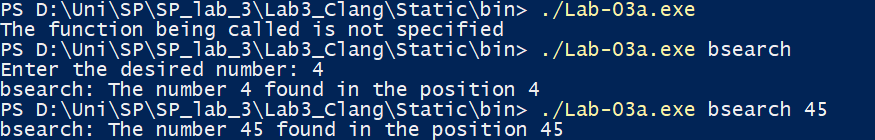 PS D:\Uni\SP\SP_lab_3\Lab3_Clang\Static\bin> ./Lab-03a.exe
The function being called is not specified
PS D:\Uni\SP\SP_lab_3\Lab3_Clang\Static\bin> ./Lab-03a.exe bsearch
Enter the desired number: 4
bsearch: The number 4 found in the position 4
PS D:\Uni\SP\SP_lab_3\Lab3_Clang\Static\bin> ./Lab-03a.exe bsearch 45
bsearch: The number 45 found in the position 45